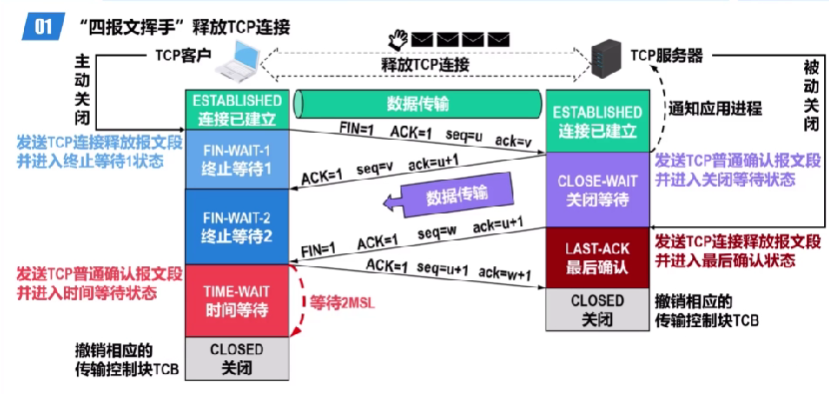 01 “四报文挥手”释放TCP连接
TCP客户
释放TCP连接
TCP服务器
主动关闭
被动关闭
ESTABLISHED
连接已建立
数据传输
ESTABLISHED
连接已建立
通知应用进程
FIN=1 ACK=1 seq=u ack=v
发送TCP连接释放报文段
并进入终止等待1状态
FIN-WAIT-1
终止等待1
ACK=1 seq=v ack=u+1
CLOSE-WAIT
关闭等待
发送TCP普通确认报文段
并进入关闭等待状态
数据传输
FIN-WAIT-2
终止等待2
FIN=1 ACK=1 seq=w ack=u+1
LAST-ACK
最后确认
发送TCP连接释放报文段
并进入最后确认状态
ACK=1 seq=u+1 ack=w+1
发送TCP普通确认报文段
并进入时间等待状态
TIME-WAIT
时间等待
等待2MSL
CLOSED
关闭
撤销相应的
传输控制块TCB
撤销相应的
传输控制块TCB
CLOSED
关闭